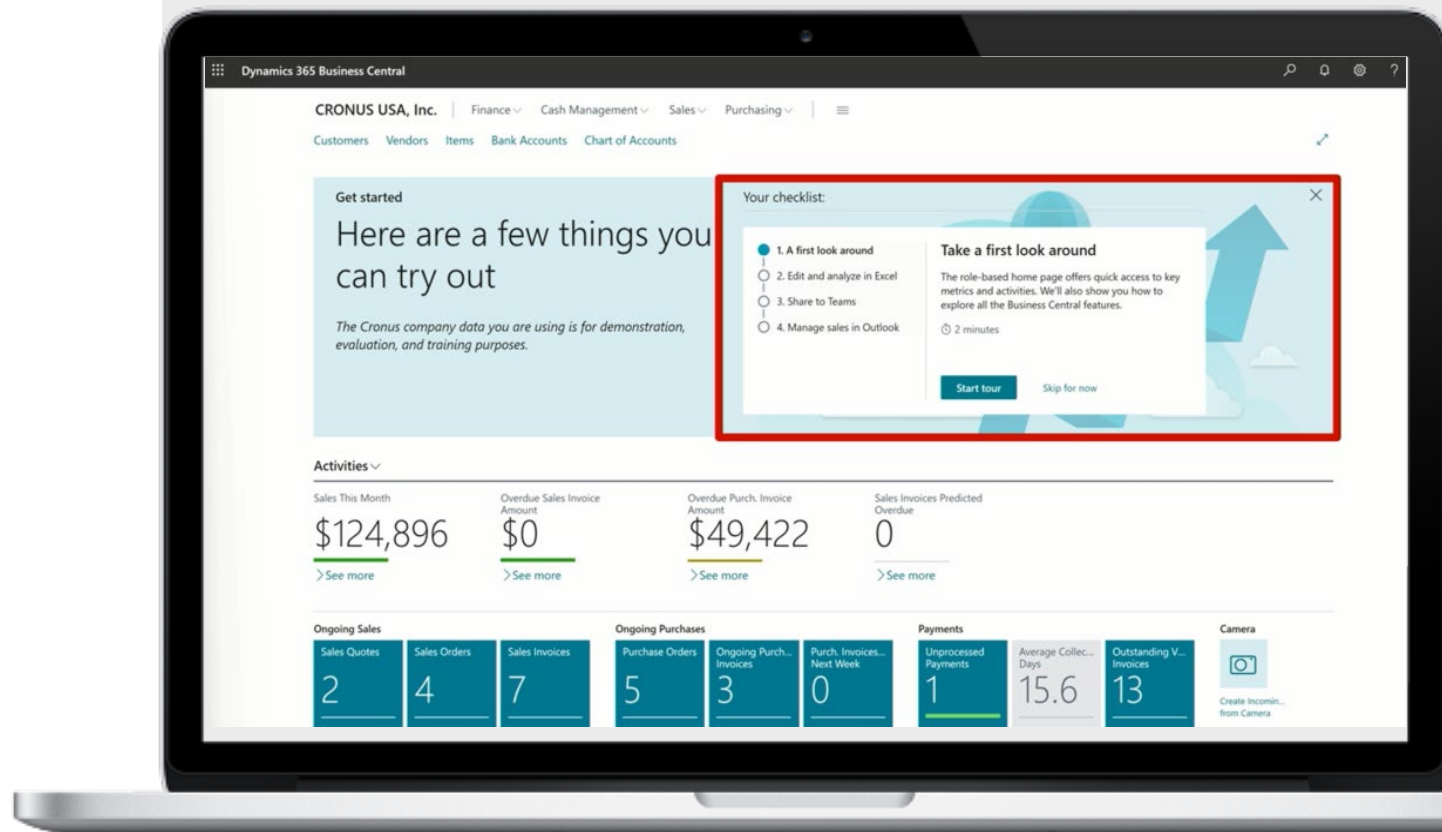 Dynamics 365 Business Central
?
CRONUS USA, Inc.
Finance
Cash Management
Sales
Purchasing
Customers
Vendors
Items
Bank Accounts
Chart of Accounts
Get started
Here are a few things you
can try out
The Cronus company data you are using is for demonstration,
evaluation, and training purposes.
Your checklist:
1. A first look around
2. Edit and analyze in Excel
3. Share to Teams
4. Manage sales in Outlook
Take a first look around
The role-based home page offers quick access to key
metrics and activities. We'll also show you how to
explore all the Business Central features.
2 minutes
Start tour
Skip for now
Activities
Sales This Month
$124,896
See more
Overdue Sales Invoice
Amount
$0
See more
Overdue Purch. Invoice
Amount
$49,422
See more
Sales Invoices Predicted
Overdue
0
See more
Ongoing Sales
Sales Quotes
2
Sales Orders
4
Sales Invoices
7
Ongoing Purchases
Purchase Orders
5
Ongoing Purch...
Invoices
3
Purch. Invoices...
Next Week
0
Payments
Unprocessed
Payments
1
Average Collec...
Days
15.6
Outstanding V...
Invoices
13
Camera
Create Incomin...
from Camera